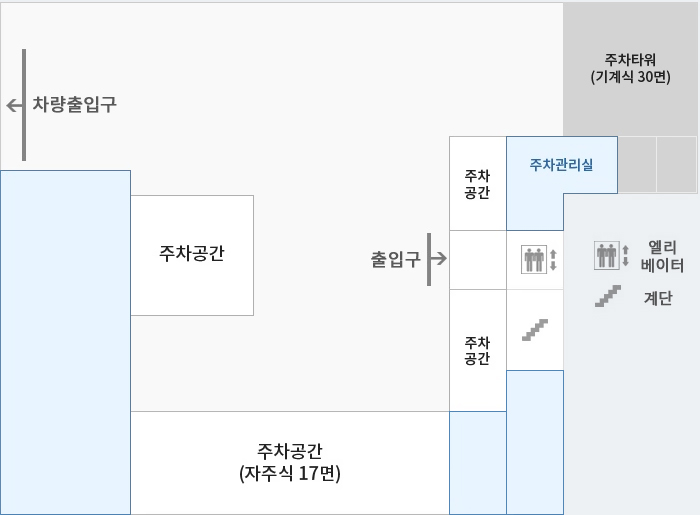 주차타워
(기계식 30면)
차량출입구
주차관리실
주차
공간
주차공간
출입구
엘리
베이터
계단
주차
공간
주차공간
(자주식 17면)